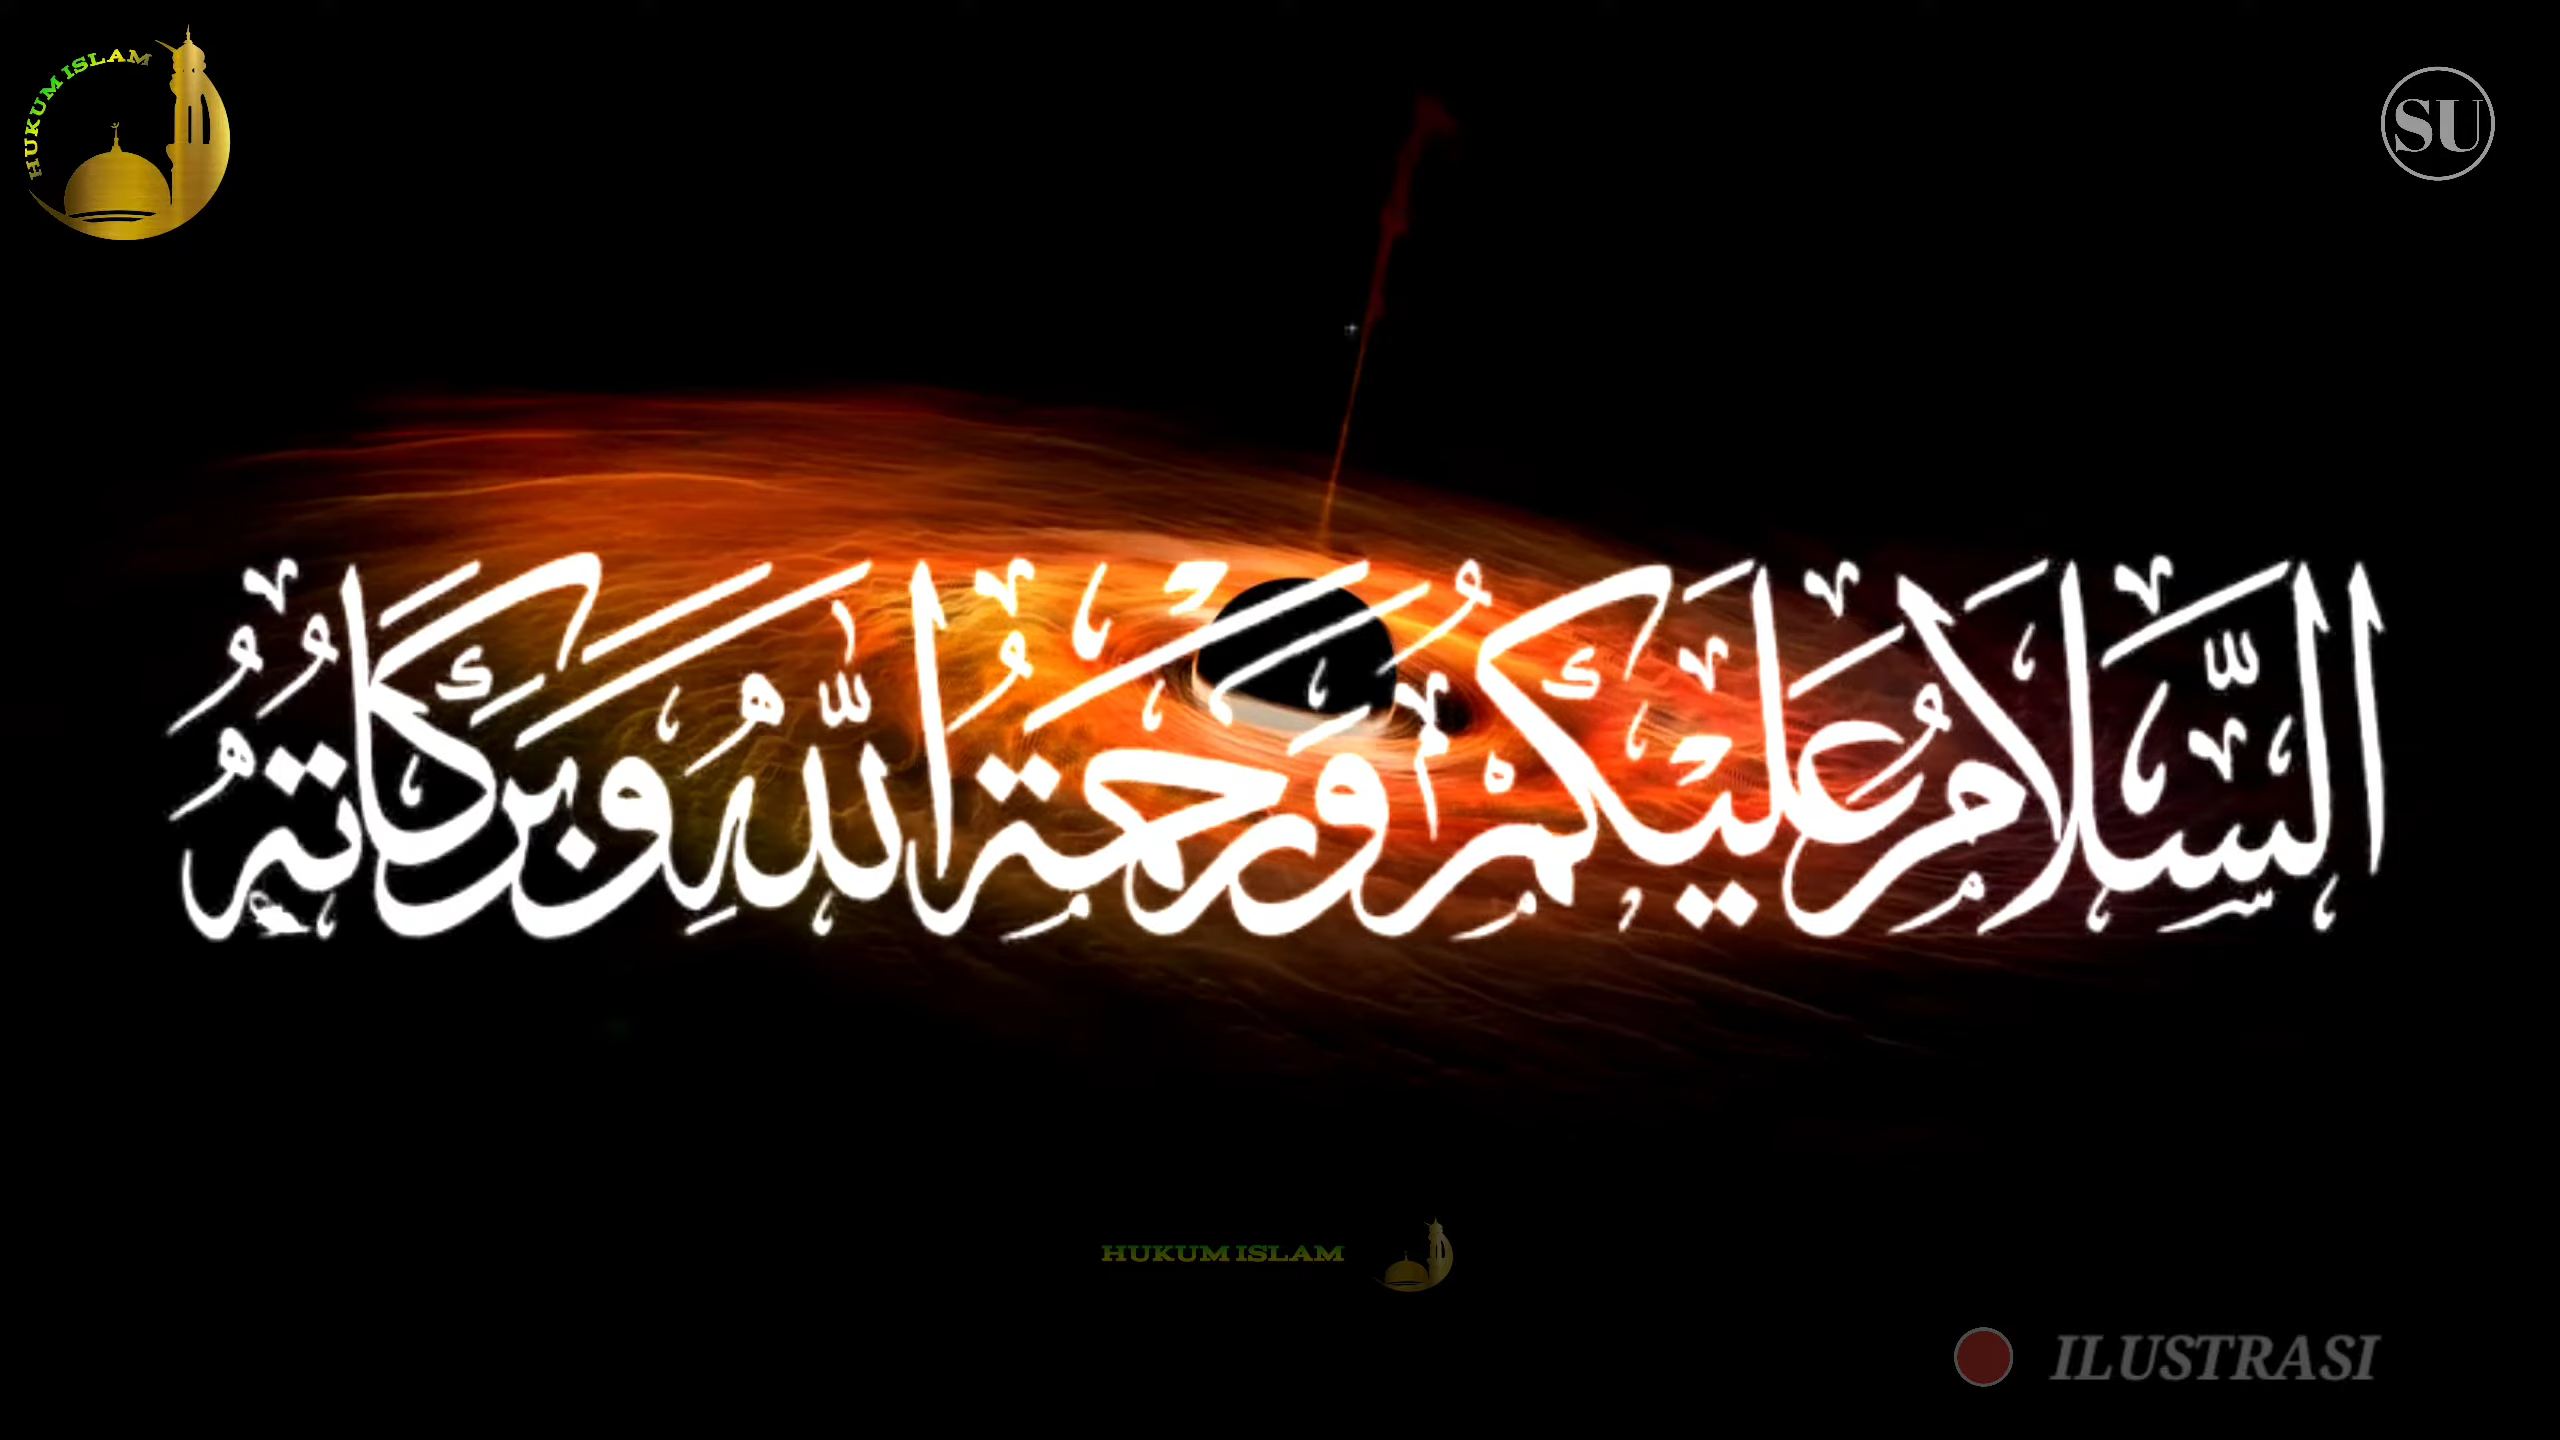 HUKUM ISLAM
SU
السَّلَامُ عَلَيْكُمْ وَرَحْمَةُ اللهِ وَبَرَكَاتُهُ
HUKUM ISLAM
ILUSTRASI